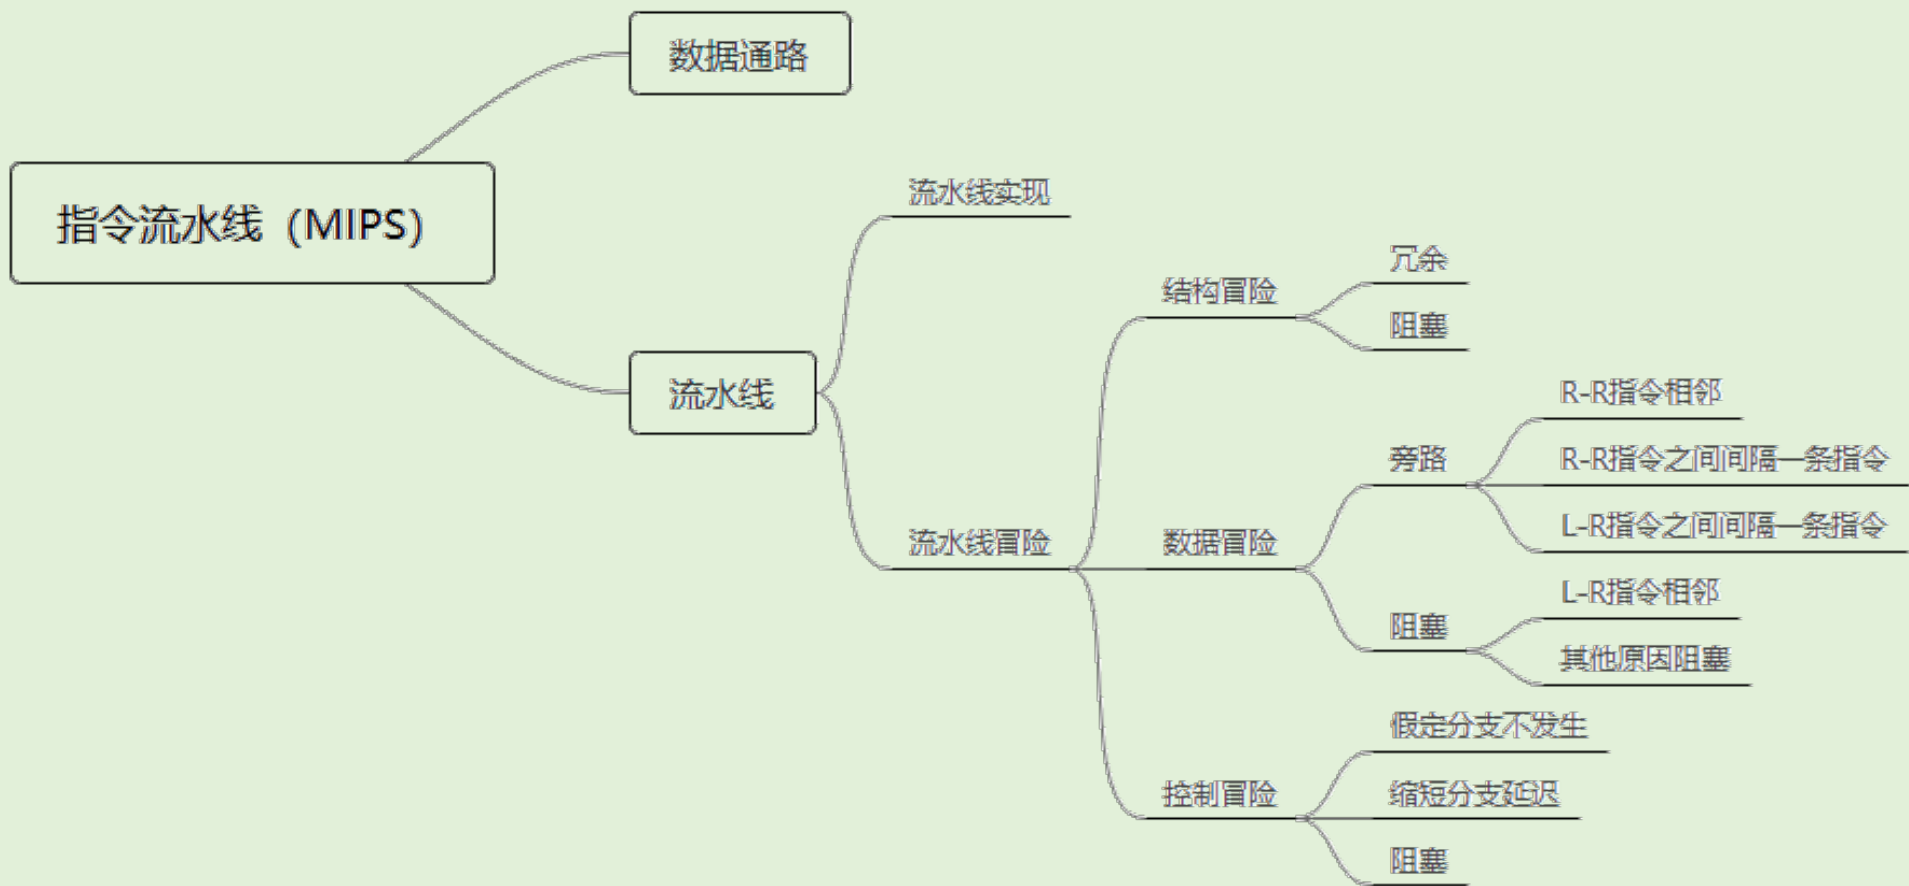 数据通路
指令流水线（MIPS）
流水线
流水线实现
流水线冒险
结构冒险
冗余
阻塞
数据冒险
旁路
R-R指令相邻
R-R指令之间间隔一条指令
L-R指令之间间隔一条指令
阻塞
L-R指令相邻
其他原因阻塞
控制冒险
假定分支不发生
缩短分支延迟
阻塞